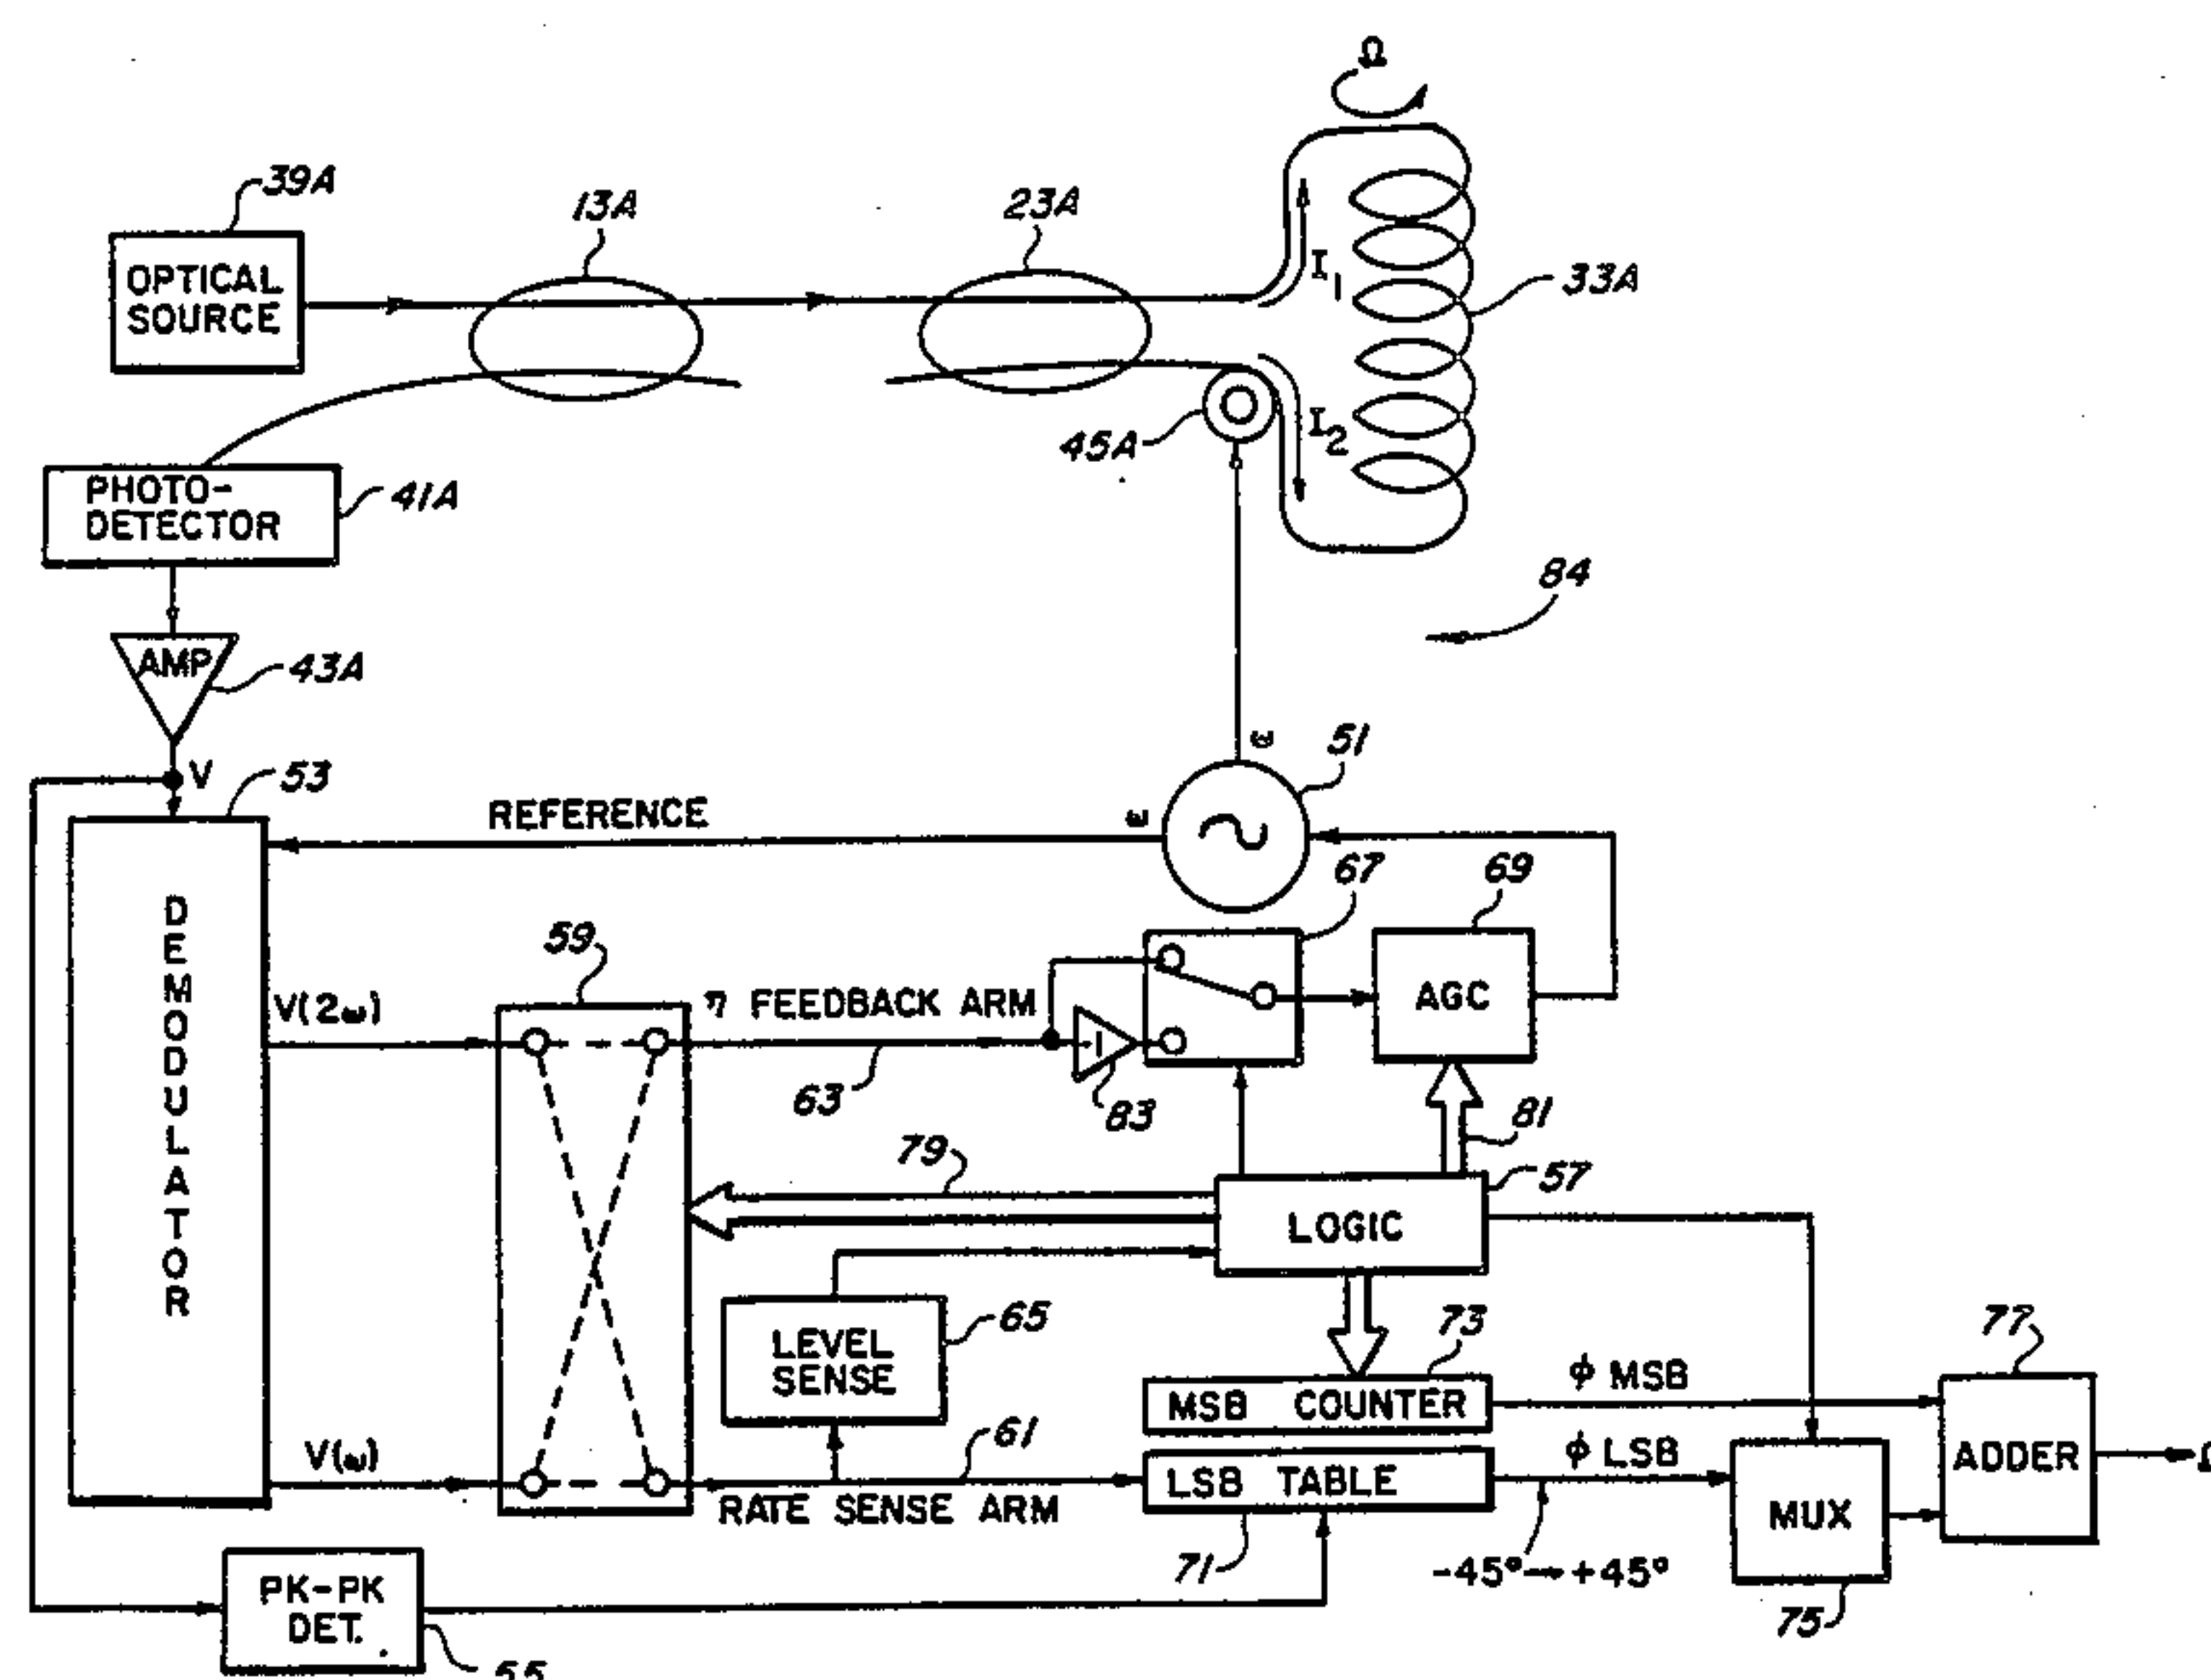 Ω
39A
13A
23A
OPTICAL
SOURCE
I1
33A
45A
I2
PHOTO-
DETECTOR
41A
84
AMP
43A
V
53
REFERENCE
ω
ω
51
67
69
59
DEMODULATOR
V(2ω)
η FEEDBACK ARM
63
-1
83
AGC
81
79
57
LOGIC
LEVEL
SENSE
65
73
77
MSB COUNTER
φ MSB
V(ω)
61
RATE SENSE ARM
LSB TABLE
φ LSB
ADDER
MUX
71
-45°→+45°
75
PK-PK
DET.
55